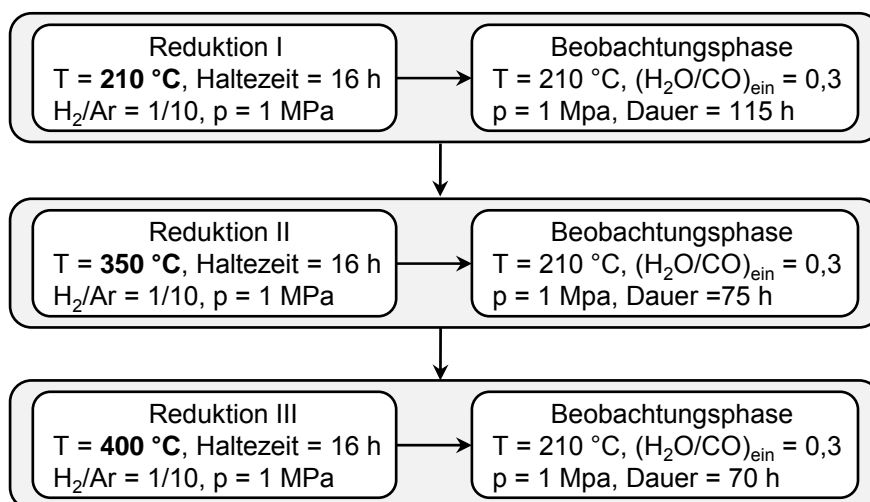 Reduktion I
T = 210 °C, Haltezeit = 16 h
H₂/Ar = 1/10, p = 1 MPa
Beobachtungsphase
T = 210 °C, (H₂O/CO)ein = 0,3
p = 1 Mpa, Dauer = 115 h
Reduktion II
T = 350 °C, Haltezeit = 16 h
H₂/Ar = 1/10, p = 1 MPa
Beobachtungsphase
T = 210 °C, (H₂O/CO)ein = 0,3
p = 1 Mpa, Dauer =75 h
Reduktion III
T = 400 °C, Haltezeit = 16 h
H₂/Ar = 1/10, p = 1 MPa
Beobachtungsphase
T = 210 °C, (H₂O/CO)ein = 0,3
p = 1 Mpa, Dauer = 70 h